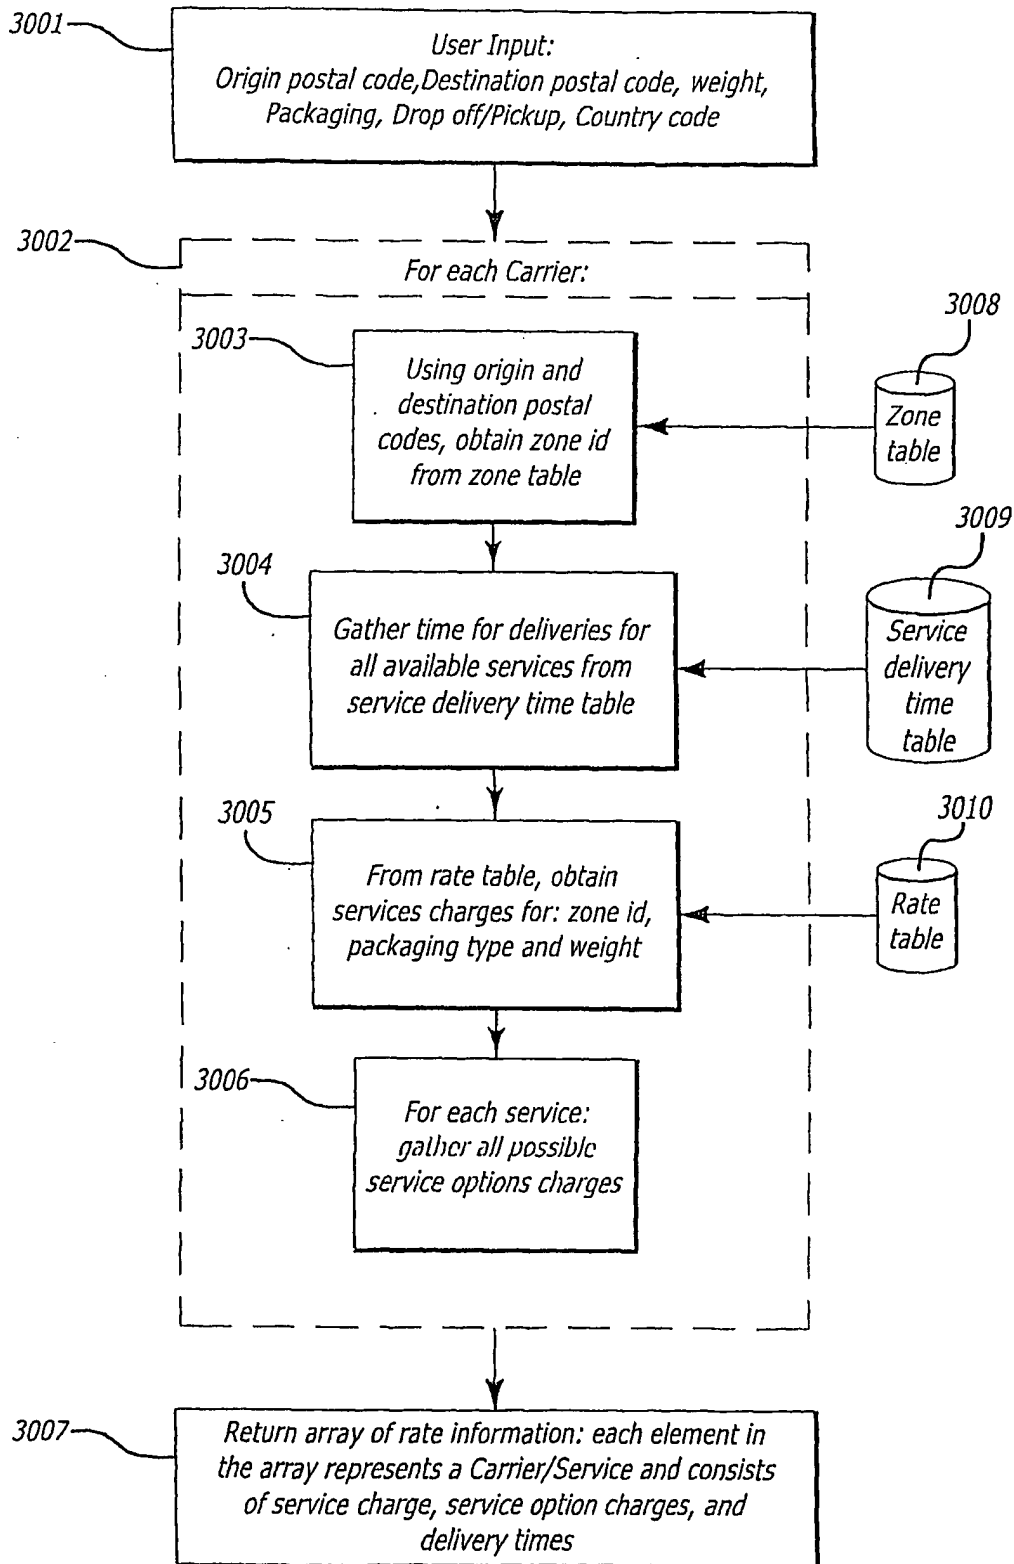 3001
User Input:
Origin postal code,Destination postal code, weight,
Packaging, Drop off/Pickup, Country code
3002
For each Carrier:
3003
Using origin and
destination postal
codes, obtain zone id
from zone table
3008
Zone
table
3004
Gather time for deliveries for
all available services from
service delivery time table
3009
Service
delivery
time
table
3005
From rate table, obtain
services charges for: zone id,
packaging type and weight
3010
Rate
table
3006
For each service:
gather all possible
service options charges
3007
Return array of rate information: each element in
the array represents a Carrier/Service and consists
of service charge, service option charges, and
delivery times